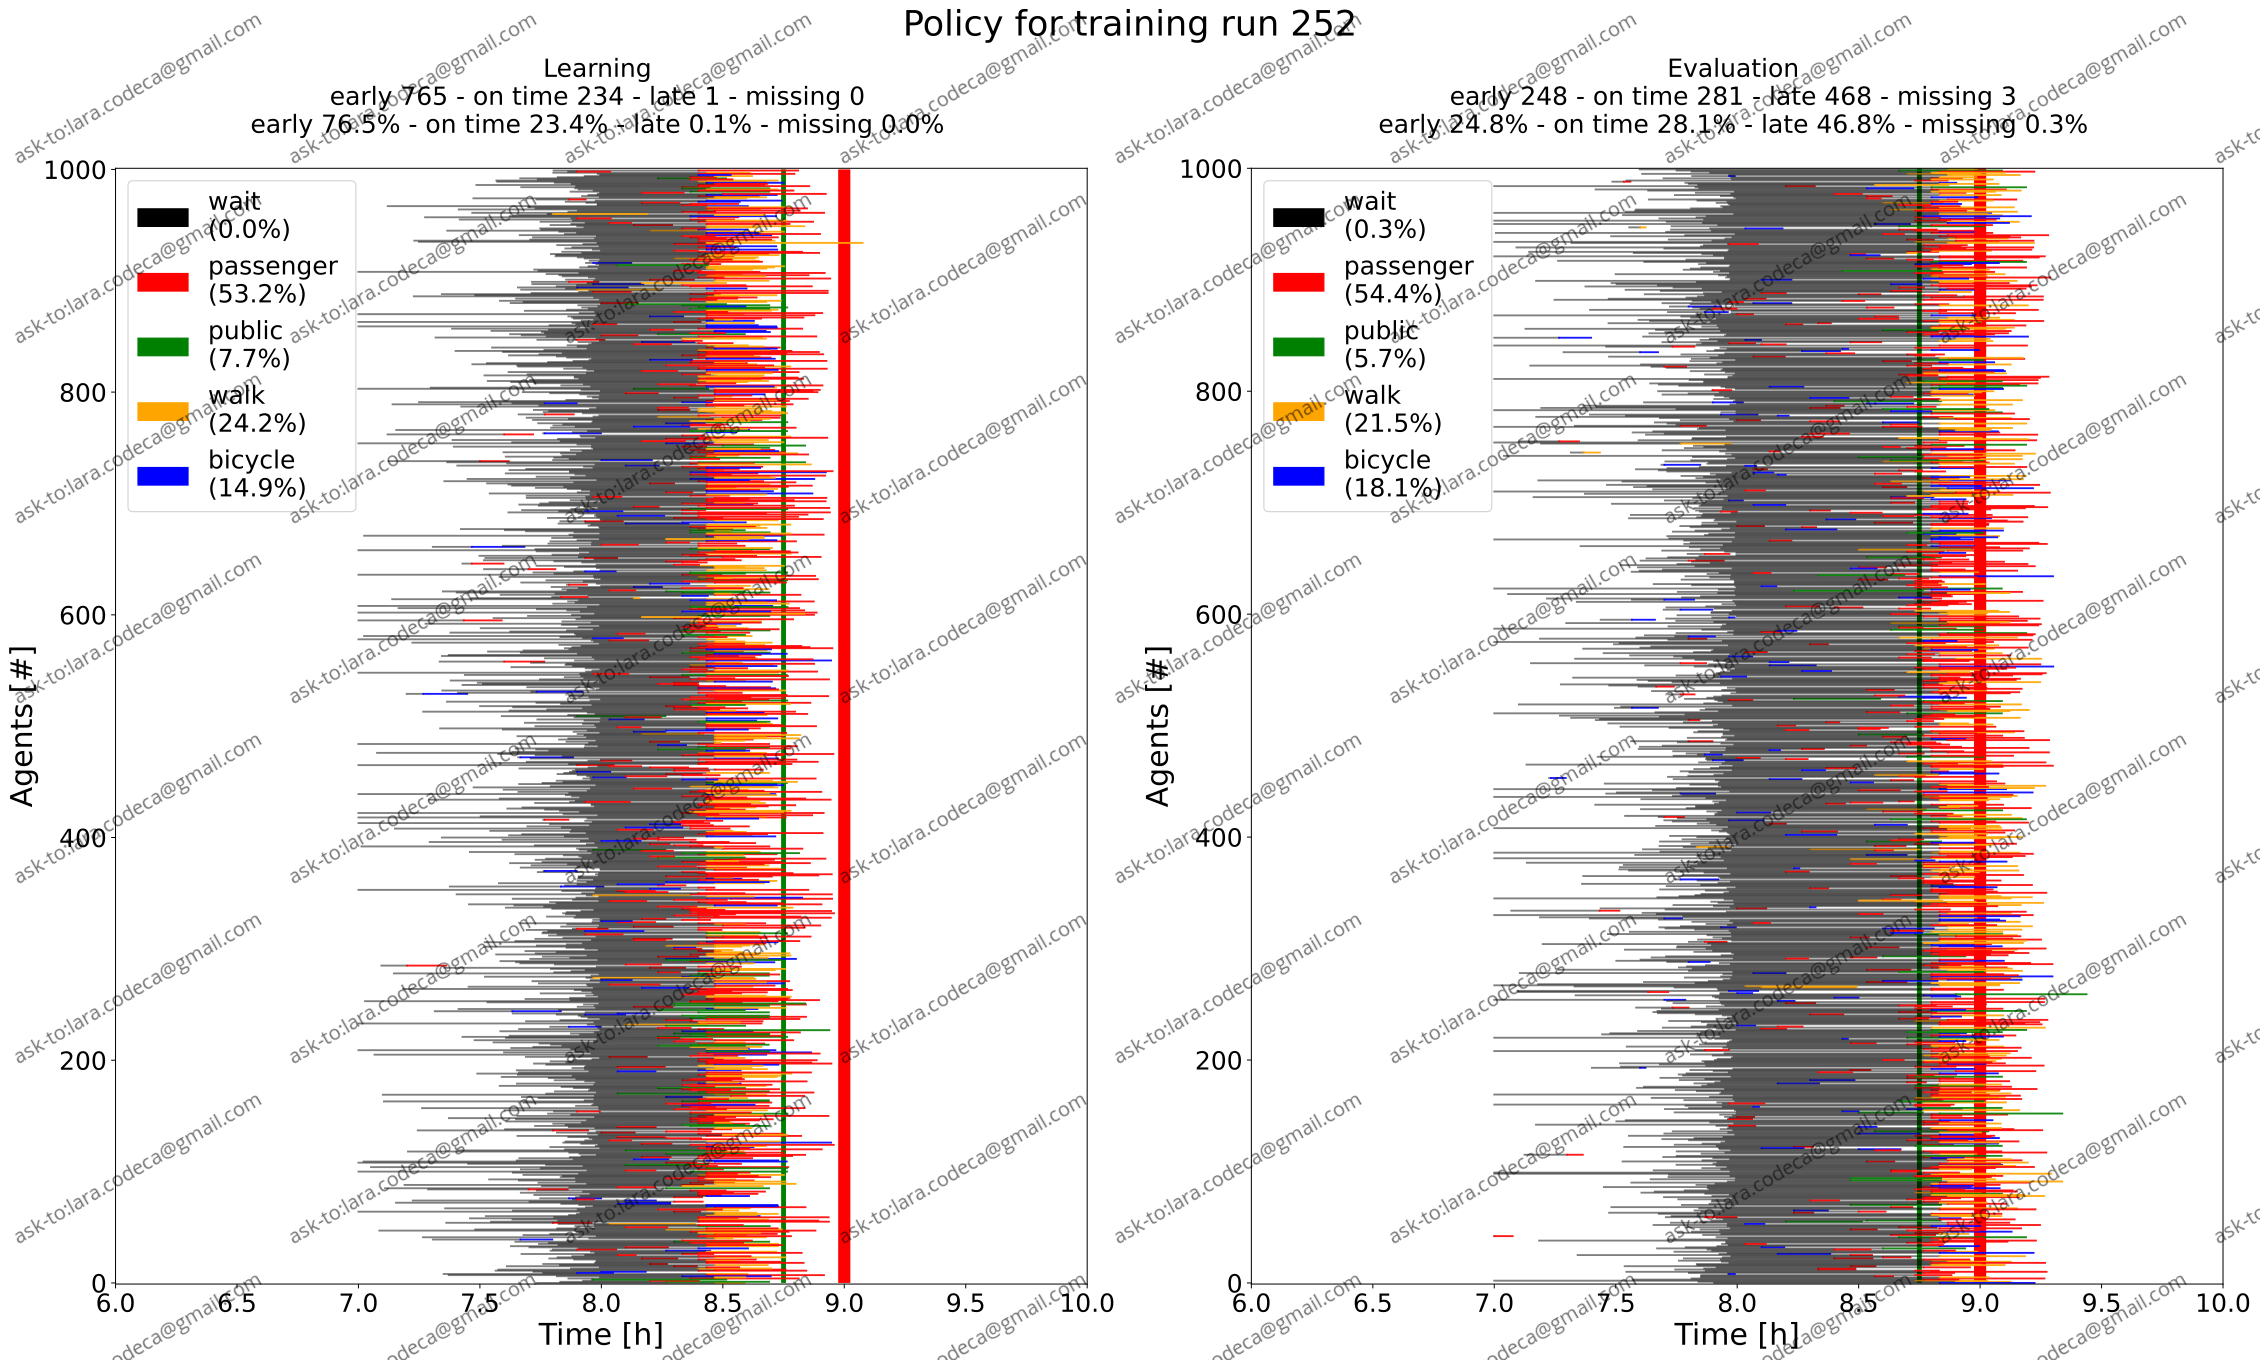 Policy for training run 252
Learning
early 765 - on time 234 - late 1 - missing 0
early 76.5% - on time 23.4% - late 0.1% - missing 0.0%
wait
(0.0%)
passenger
(53.2%)
public
(7.7%)
walk
(24.2%)
bicycle
(14.9%)
1000
800
600
400
200
0
Agents [#]
6.0 6.5 7.0 7.5 8.0 8.5 9.0 9.5 10.0
Time [h]
Evaluation
early 248 - on time 281 - late 468 - missing 3
early 24.8% - on time 28.1% - late 46.8% - missing 0.3%
wait
(0.3%)
passenger
(54.4%)
public
(5.7%)
walk
(21.5%)
bicycle
(18.1%)
1000
800
600
400
200
0
Agents [#]
6.0 6.5 7.0 7.5 8.0 8.5 9.0 9.5 10.0
Time [h]
ask-to:lara.codeca@gmail.com